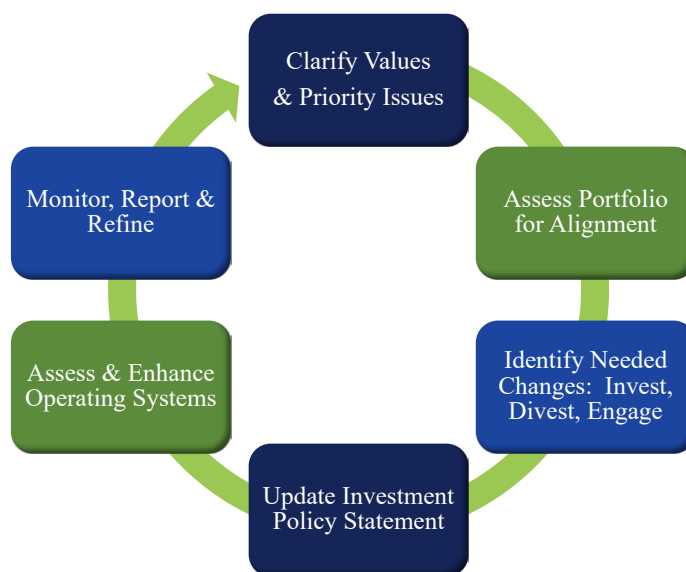 Clarify Values
& Priority Issues
Assess Portfolio
for Alignment
Identify Needed
Changes:  Invest,
Divest, Engage
Update Investment
Policy Statement
Assess & Enhance
Operating Systems
Monitor, Report &
Refine